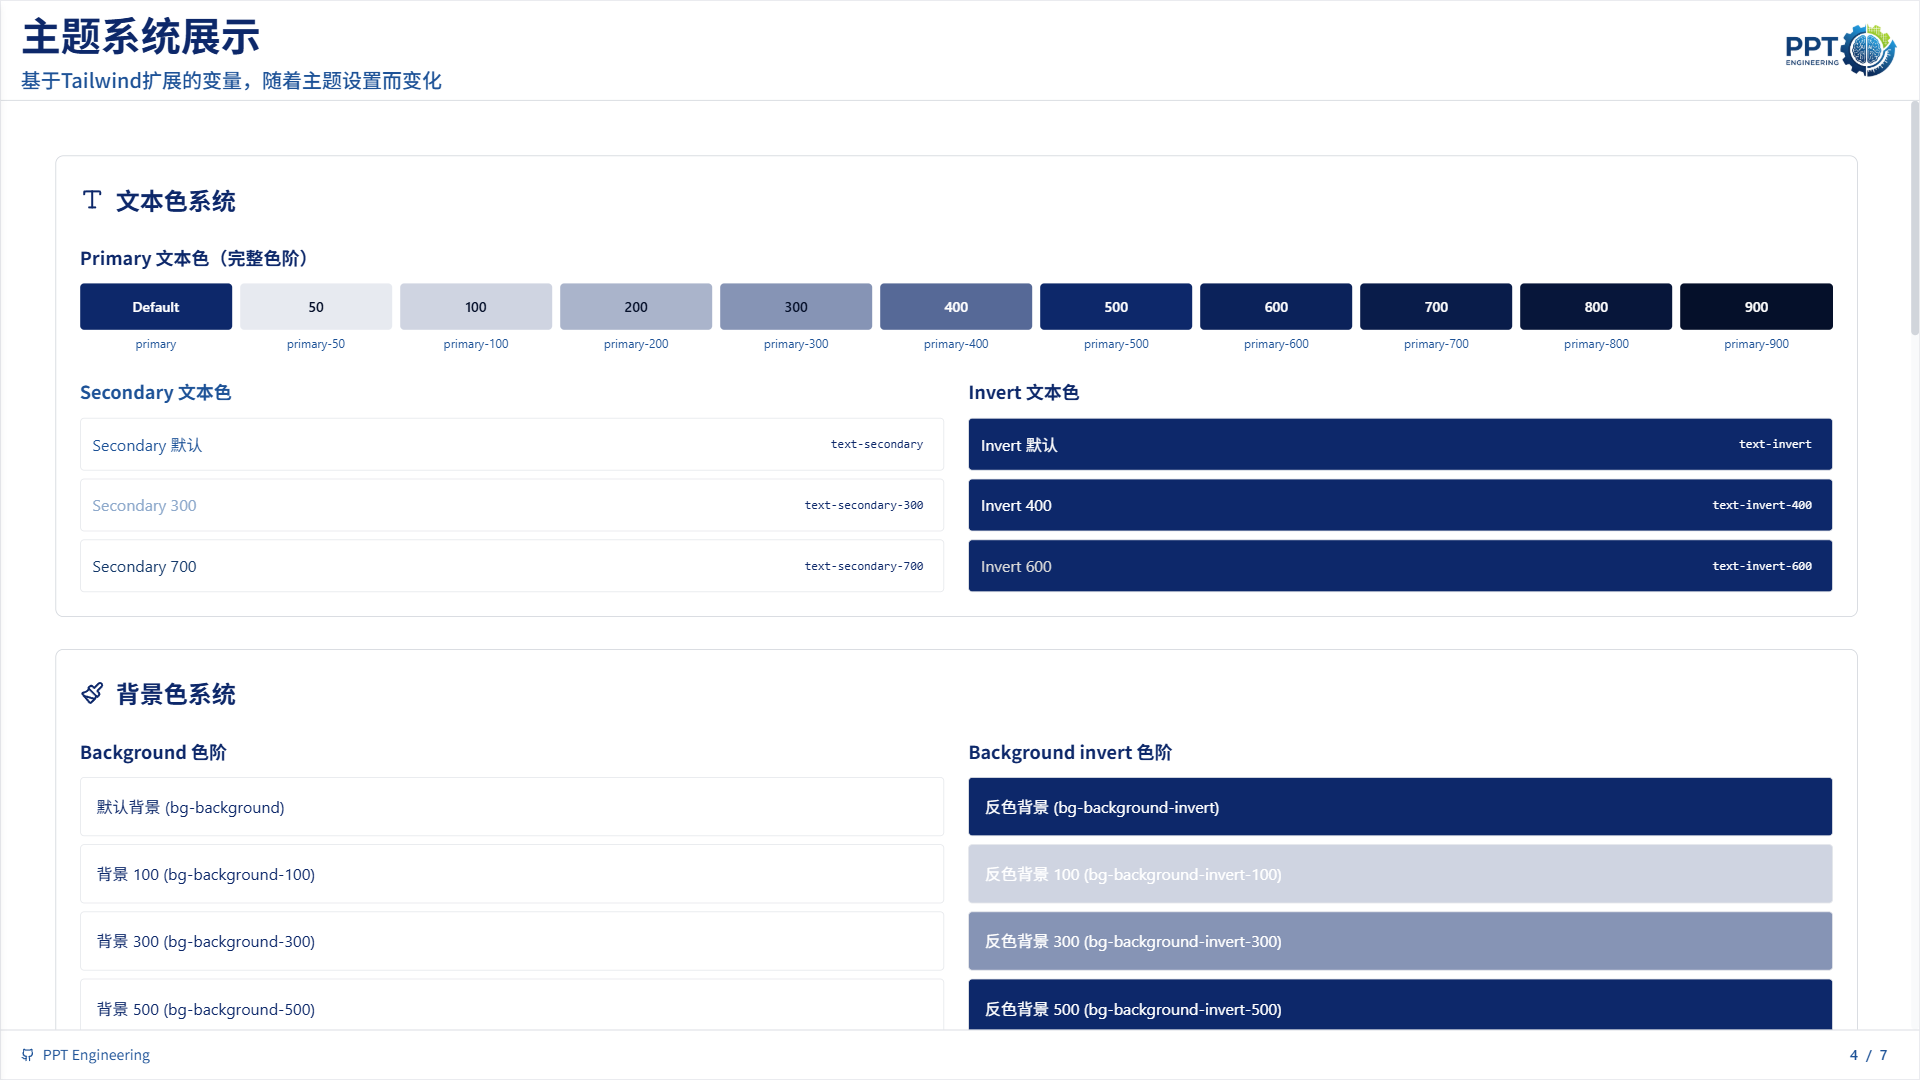 主题系统展示
基于Tailwind扩展的变量，随着主题设置而变化
PPT
ENGINEERING
文本色系统
Primary 文本色（完整色阶）
Default 50 100 200 300 400 500 600 700 800 900
primary primary-50 primary-100 primary-200 primary-300 primary-400 primary-500 primary-600 primary-700 primary-800 primary-900
Secondary 文本色
Secondary 默认 text-secondary
Secondary 300 text-secondary-300
Secondary 700 text-secondary-700
Invert 文本色
Invert 默认 text-invert
Invert 400 text-invert-400
Invert 600 text-invert-600
背景色系统
Background 色阶
默认背景 (bg-background)
背景 100 (bg-background-100)
背景 300 (bg-background-300)
背景 500 (bg-background-500)
Background invert 色阶
反色背景 (bg-background-invert)
反色背景 100 (bg-background-invert-100)
反色背景 300 (bg-background-invert-300)
反色背景 500 (bg-background-invert-500)
PPT Engineering
4 / 7